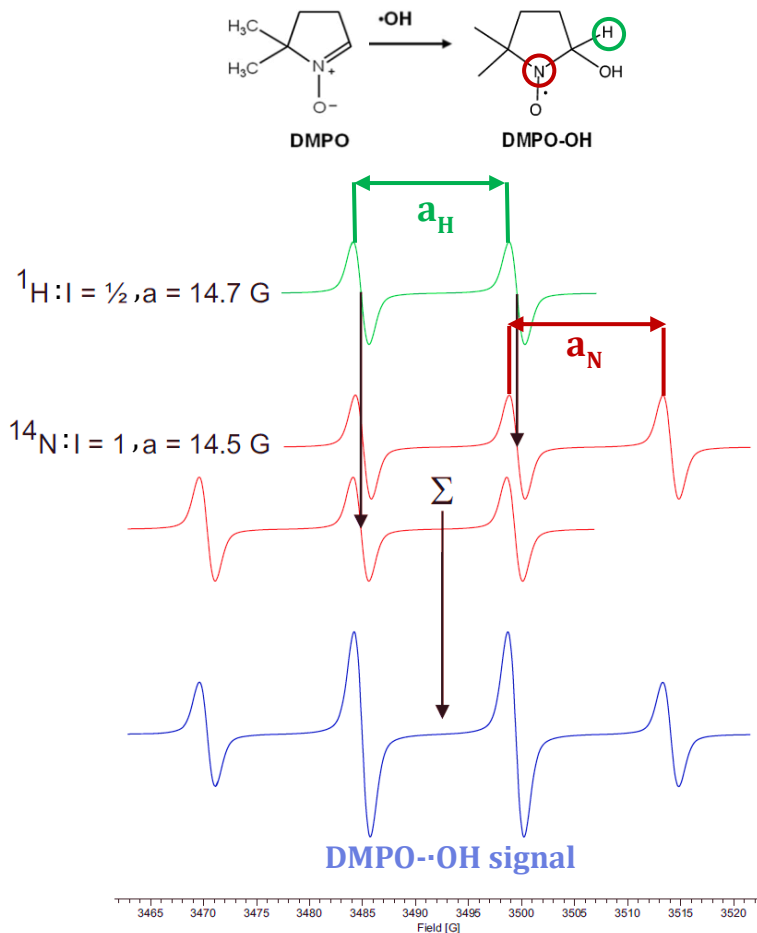 ·OH
H₃C
H₃C
N⁺
O⁻
H
N
OH
O·
DMPO
DMPO-OH
aH
¹H:I = ½ ,a = 14.7 G
aN
¹⁴N:I = 1 ,a = 14.5 G
Σ
DMPO-·OH signal
3465 3470 3475 3480 3485 3490 3495 3500 3505 3510 3515 3520
Field [G]